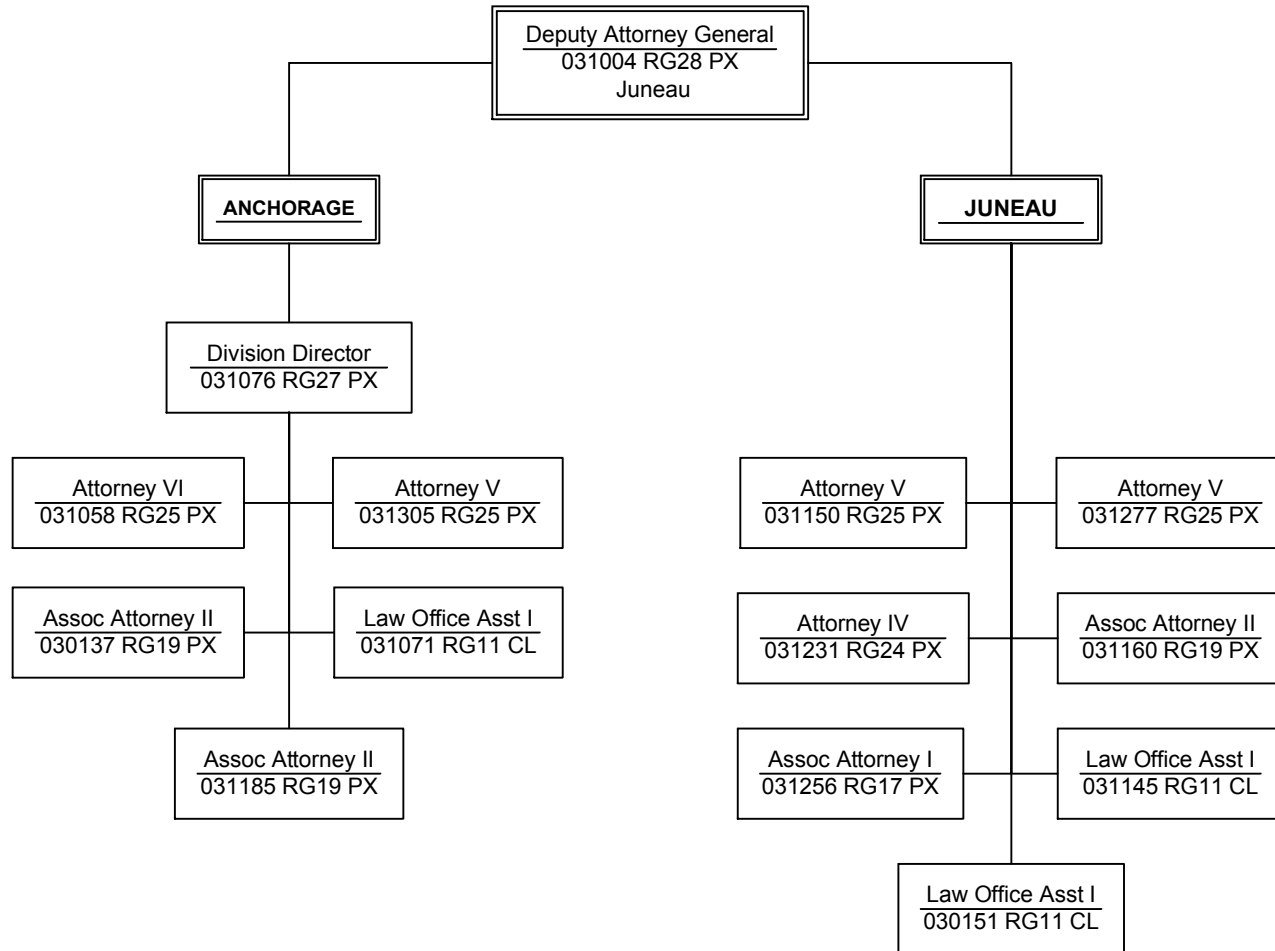 Deputy Attorney General
031004 RG28 PX
Juneau
ANCHORAGE
JUNEAU
Division Director
031076 RG27 PX
Attorney VI
031058 RG25 PX
Attorney V
031305 RG25 PX
Attorney V
031150 RG25 PX
Attorney V
031277 RG25 PX
Assoc Attorney II
030137 RG19 PX
Law Office Asst I
031071 RG11 CL
Attorney IV
031231 RG24 PX
Assoc Attorney II
031160 RG19 PX
Assoc Attorney II
031185 RG19 PX
Assoc Attorney I
031256 RG17 PX
Law Office Asst I
031145 RG11 CL
Law Office Asst I
030151 RG11 CL